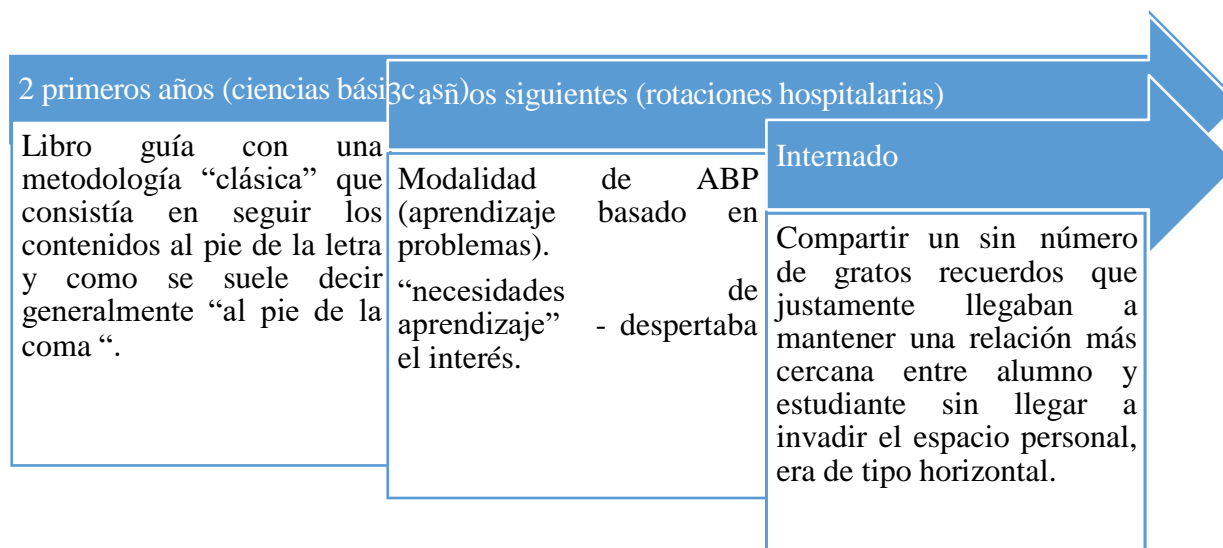 2 primeros años (ciencias básicas)
Libro guía con una
metodología “clásica” que
consistía en seguir los
contenidos al pie de la letra
y como se suele decir
generalmente “al pie de la
coma “.
3 años siguientes (rotaciones hospitalarias)
Modalidad de ABP
(aprendizaje basado en
problemas).
“necesidades de
aprendizaje” - despertaba
el interés.
Internado
Compartir un sin número
de gratos recuerdos que
justamente llegaban a
mantener una relación más
cercana entre alumno y
estudiante sin llegar a
invadir el espacio personal,
era de tipo horizontal.